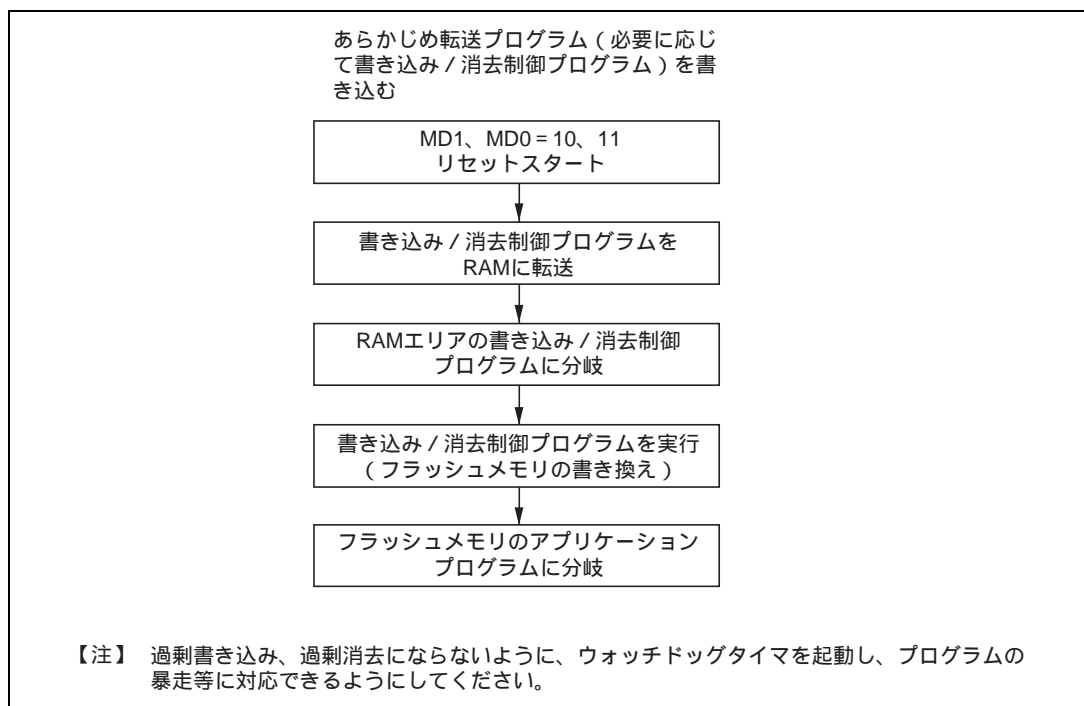 あらかじめ転送プログラム（必要に応じ
て書き込み / 消去制御プログラム）を書
き込む
MD1、MD0 = 10、11
リセットスタート
書き込み / 消去制御プログラムを
RAMに転送
RAMエリアの書き込み / 消去制御
プログラムに分岐
書き込み / 消去制御プログラムを実行
（フラッシュメモリの書き換え）
フラッシュメモリのアプリケーション
プログラムに分岐
【注】 過剰書き込み、過剰消去にならないように、ウォッチドッグタイマを起動し、プログラムの
暴走等に対応できるようにしてください。